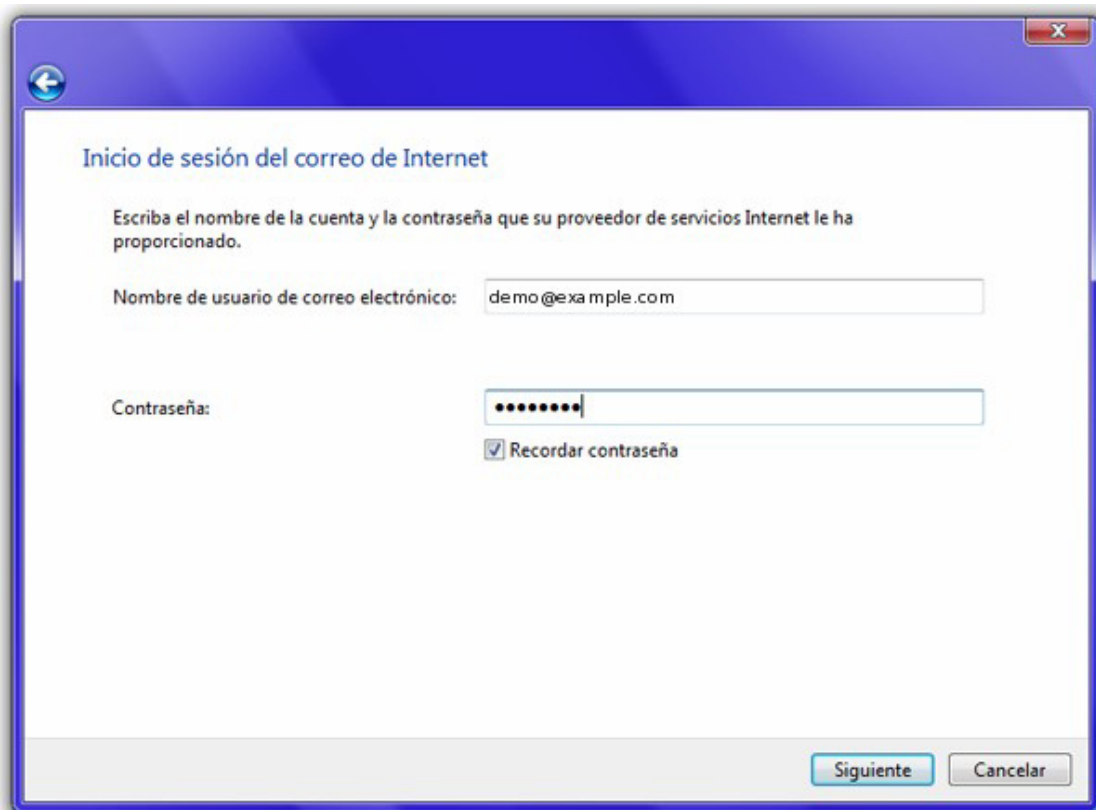 Inicio de sesión del correo de Internet
Escriba el nombre de la cuenta y la contraseña que su proveedor de servicios Internet le ha
proporcionado.
Nombre de usuario de correo electrónico: demo@example.com
Contraseña: ••••••••
Recordar contraseña
Siguiente Cancelar